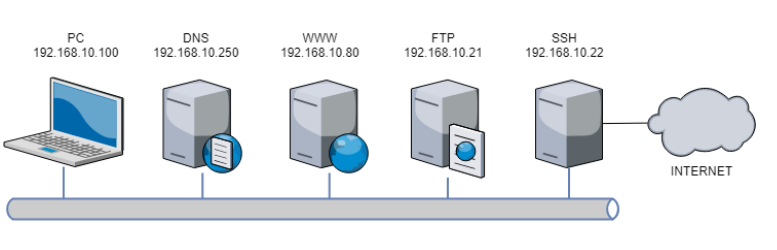 PC
192.168.10.100
DNS
192.168.10.250
WWW
192.168.10.80
FTP
192.168.10.21
SSH
192.168.10.22
INTERNET